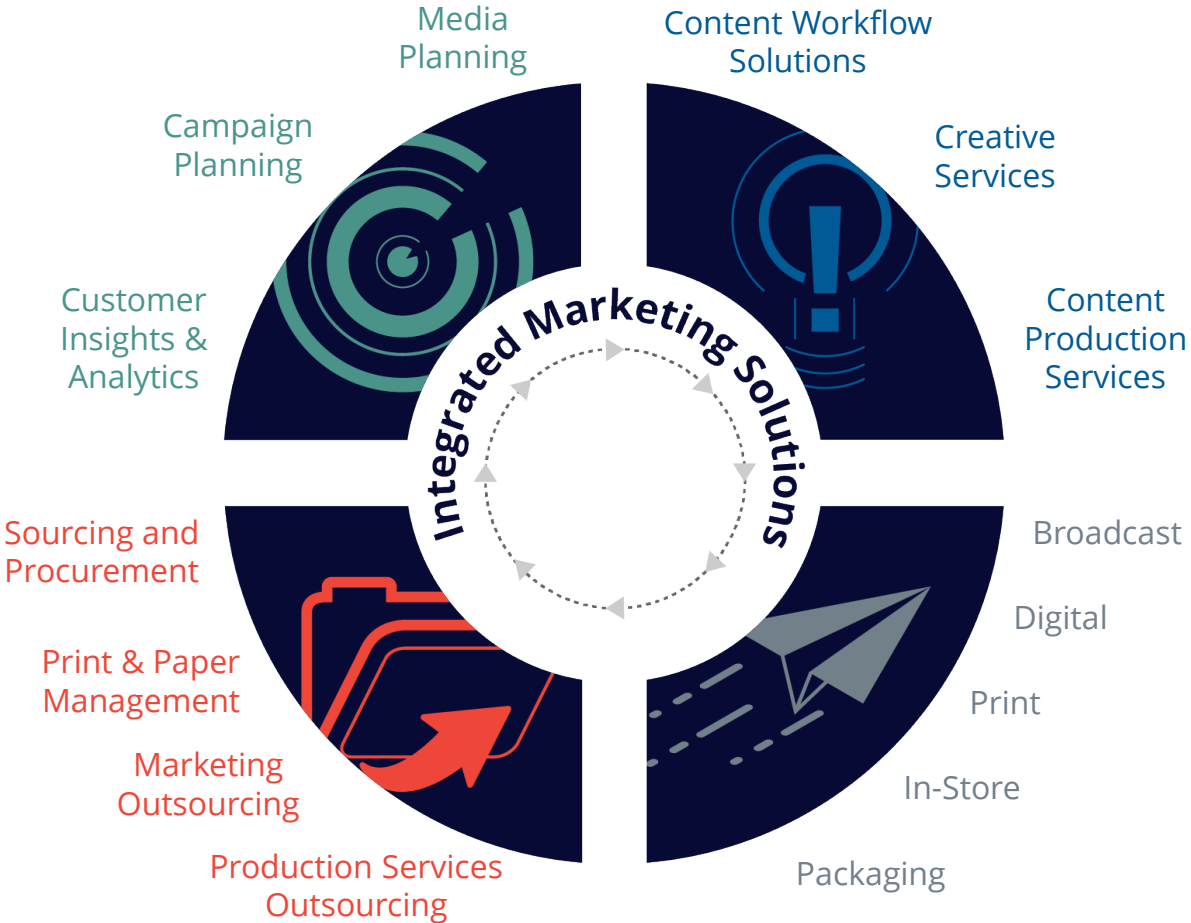 Media
Planning
Campaign
Planning
Customer
Insights &
Analytics
Content Workflow
Solutions
Creative
Services
Content
Production
Services
Integrated Marketing Solutions
Sourcing and
Procurement
Print & Paper
Management
Marketing
Outsourcing
Production Services
Outsourcing
Broadcast
Digital
Print
In-Store
Packaging